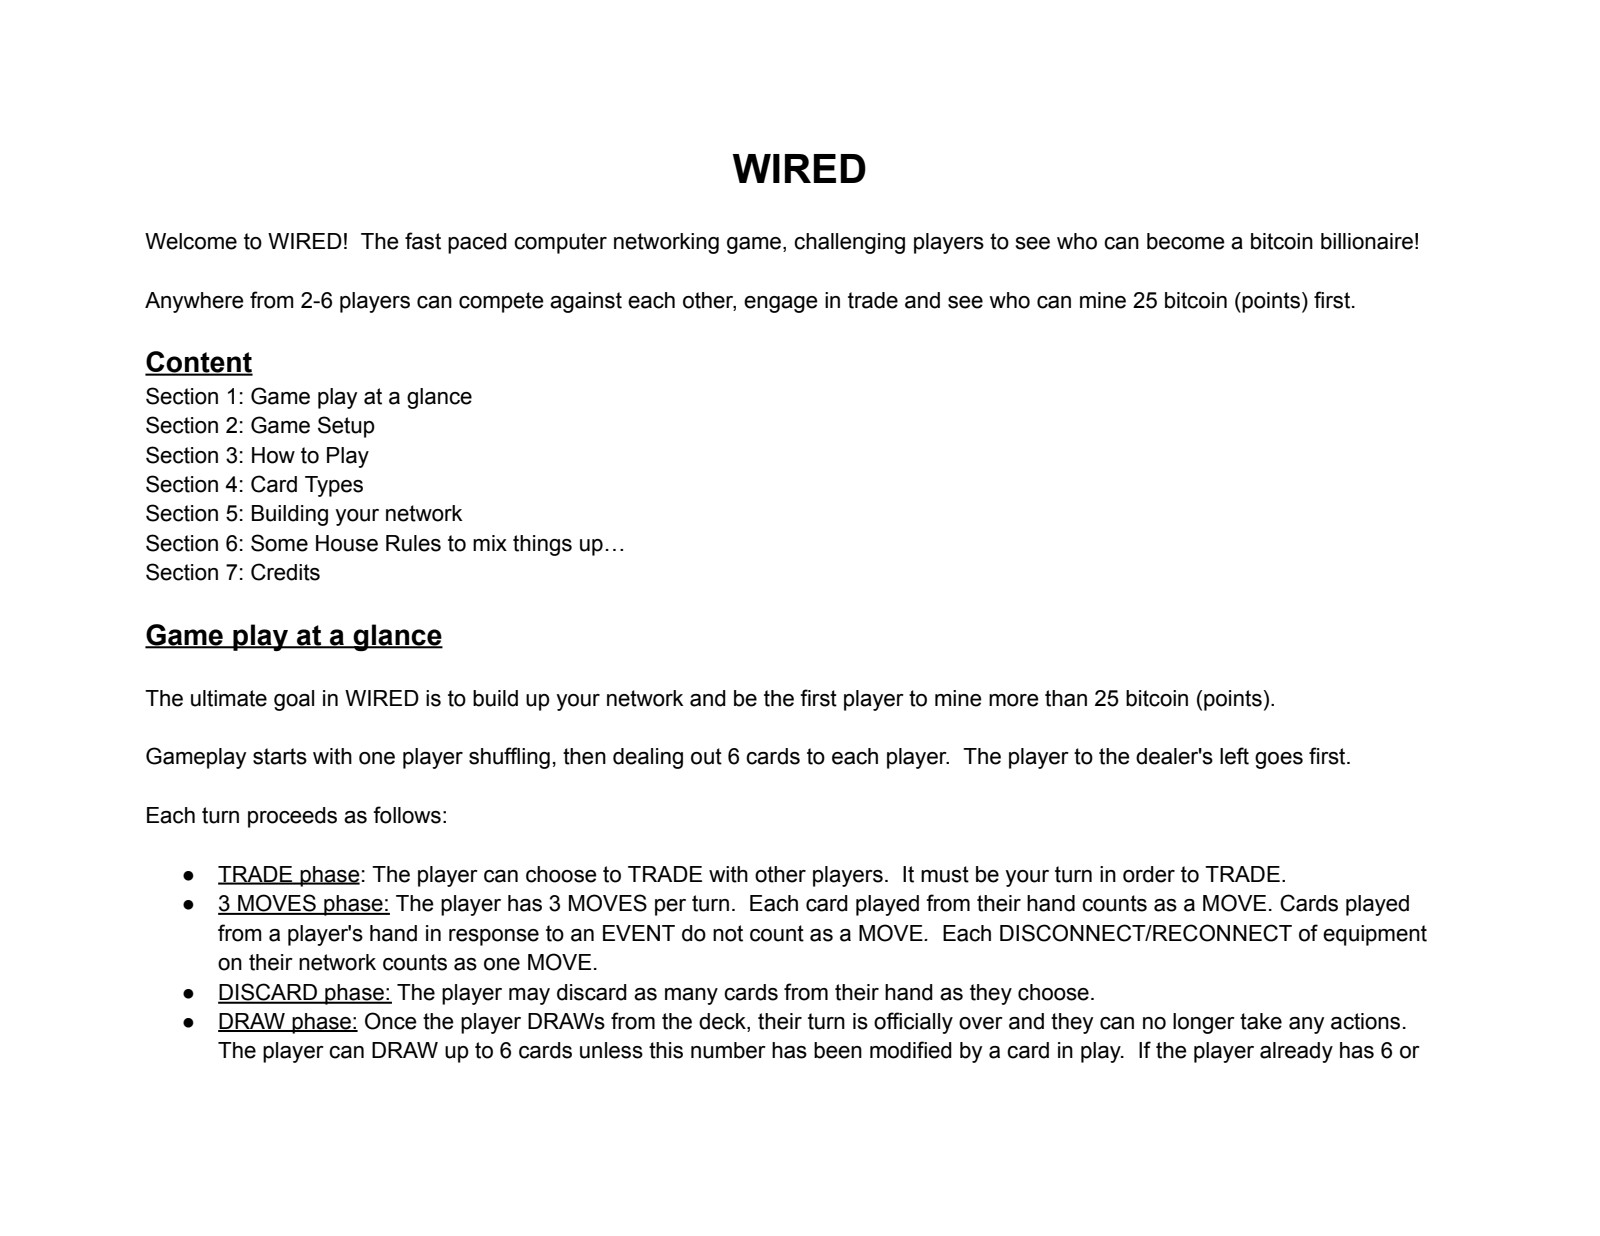 WIRED
Welcome to WIRED!  The fast paced computer networking game, challenging players to see who can become a bitcoin billionaire!
Anywhere from 2-6 players can compete against each other, engage in trade and see who can mine 25 bitcoin (points) first.
Content
Section 1: Game play at a glance
Section 2: Game Setup
Section 3: How to Play
Section 4: Card Types
Section 5: Building your network
Section 6: Some House Rules to mix things up…
Section 7: Credits
Game play at a glance
The ultimate goal in WIRED is to build up your network and be the first player to mine more than 25 bitcoin (points).
Gameplay starts with one player shuffling, then dealing out 6 cards to each player.  The player to the dealer's left goes first.
Each turn proceeds as follows:
● TRADE phase: The player can choose to TRADE with other players.  It must be your turn in order to TRADE.
● 3 MOVES phase: The player has 3 MOVES per turn.  Each card played from their hand counts as a MOVE. Cards played
from a player's hand in response to an EVENT do not count as a MOVE.  Each DISCONNECT/RECONNECT of equipment
on their network counts as one MOVE.
● DISCARD phase: The player may discard as many cards from their hand as they choose.
● DRAW phase: Once the player DRAWs from the deck, their turn is officially over and they can no longer take any actions.
The player can DRAW up to 6 cards unless this number has been modified by a card in play.  If the player already has 6 or